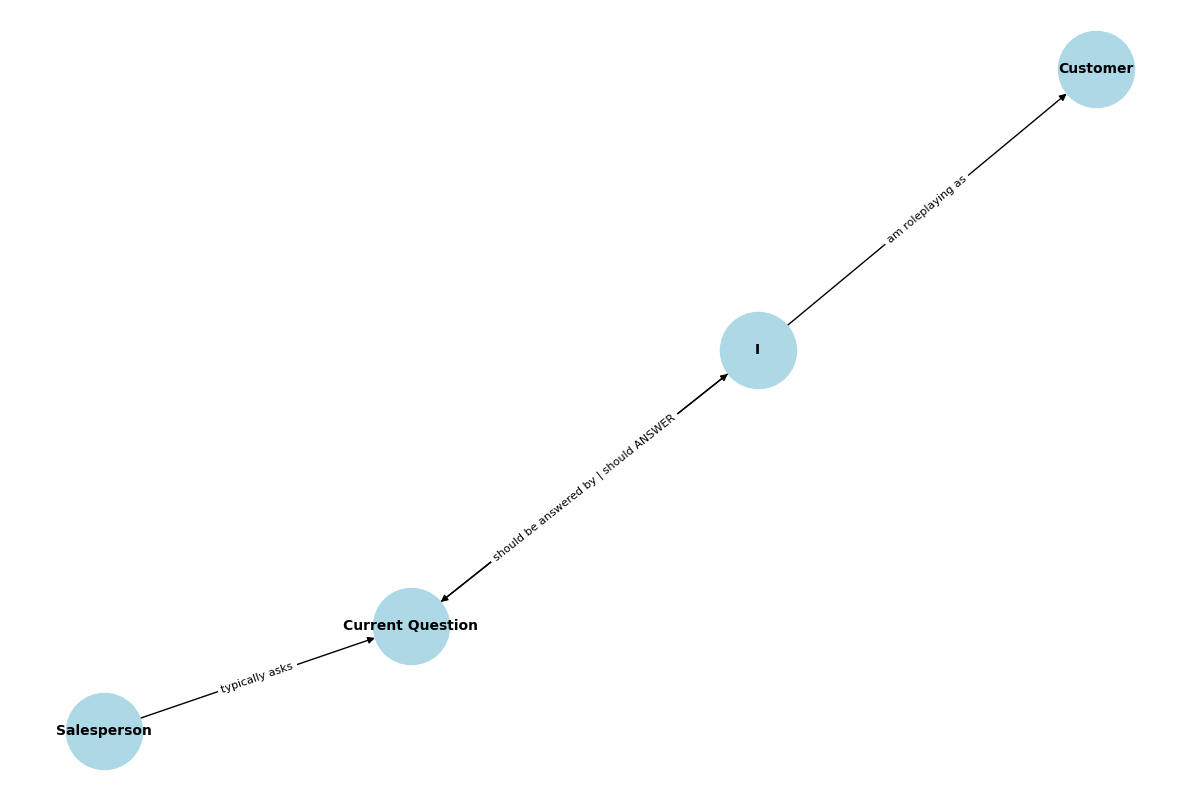 Customer
am roleplaying as
I
should be answered by | should ANSWER
Current Question
typically asks
Salesperson